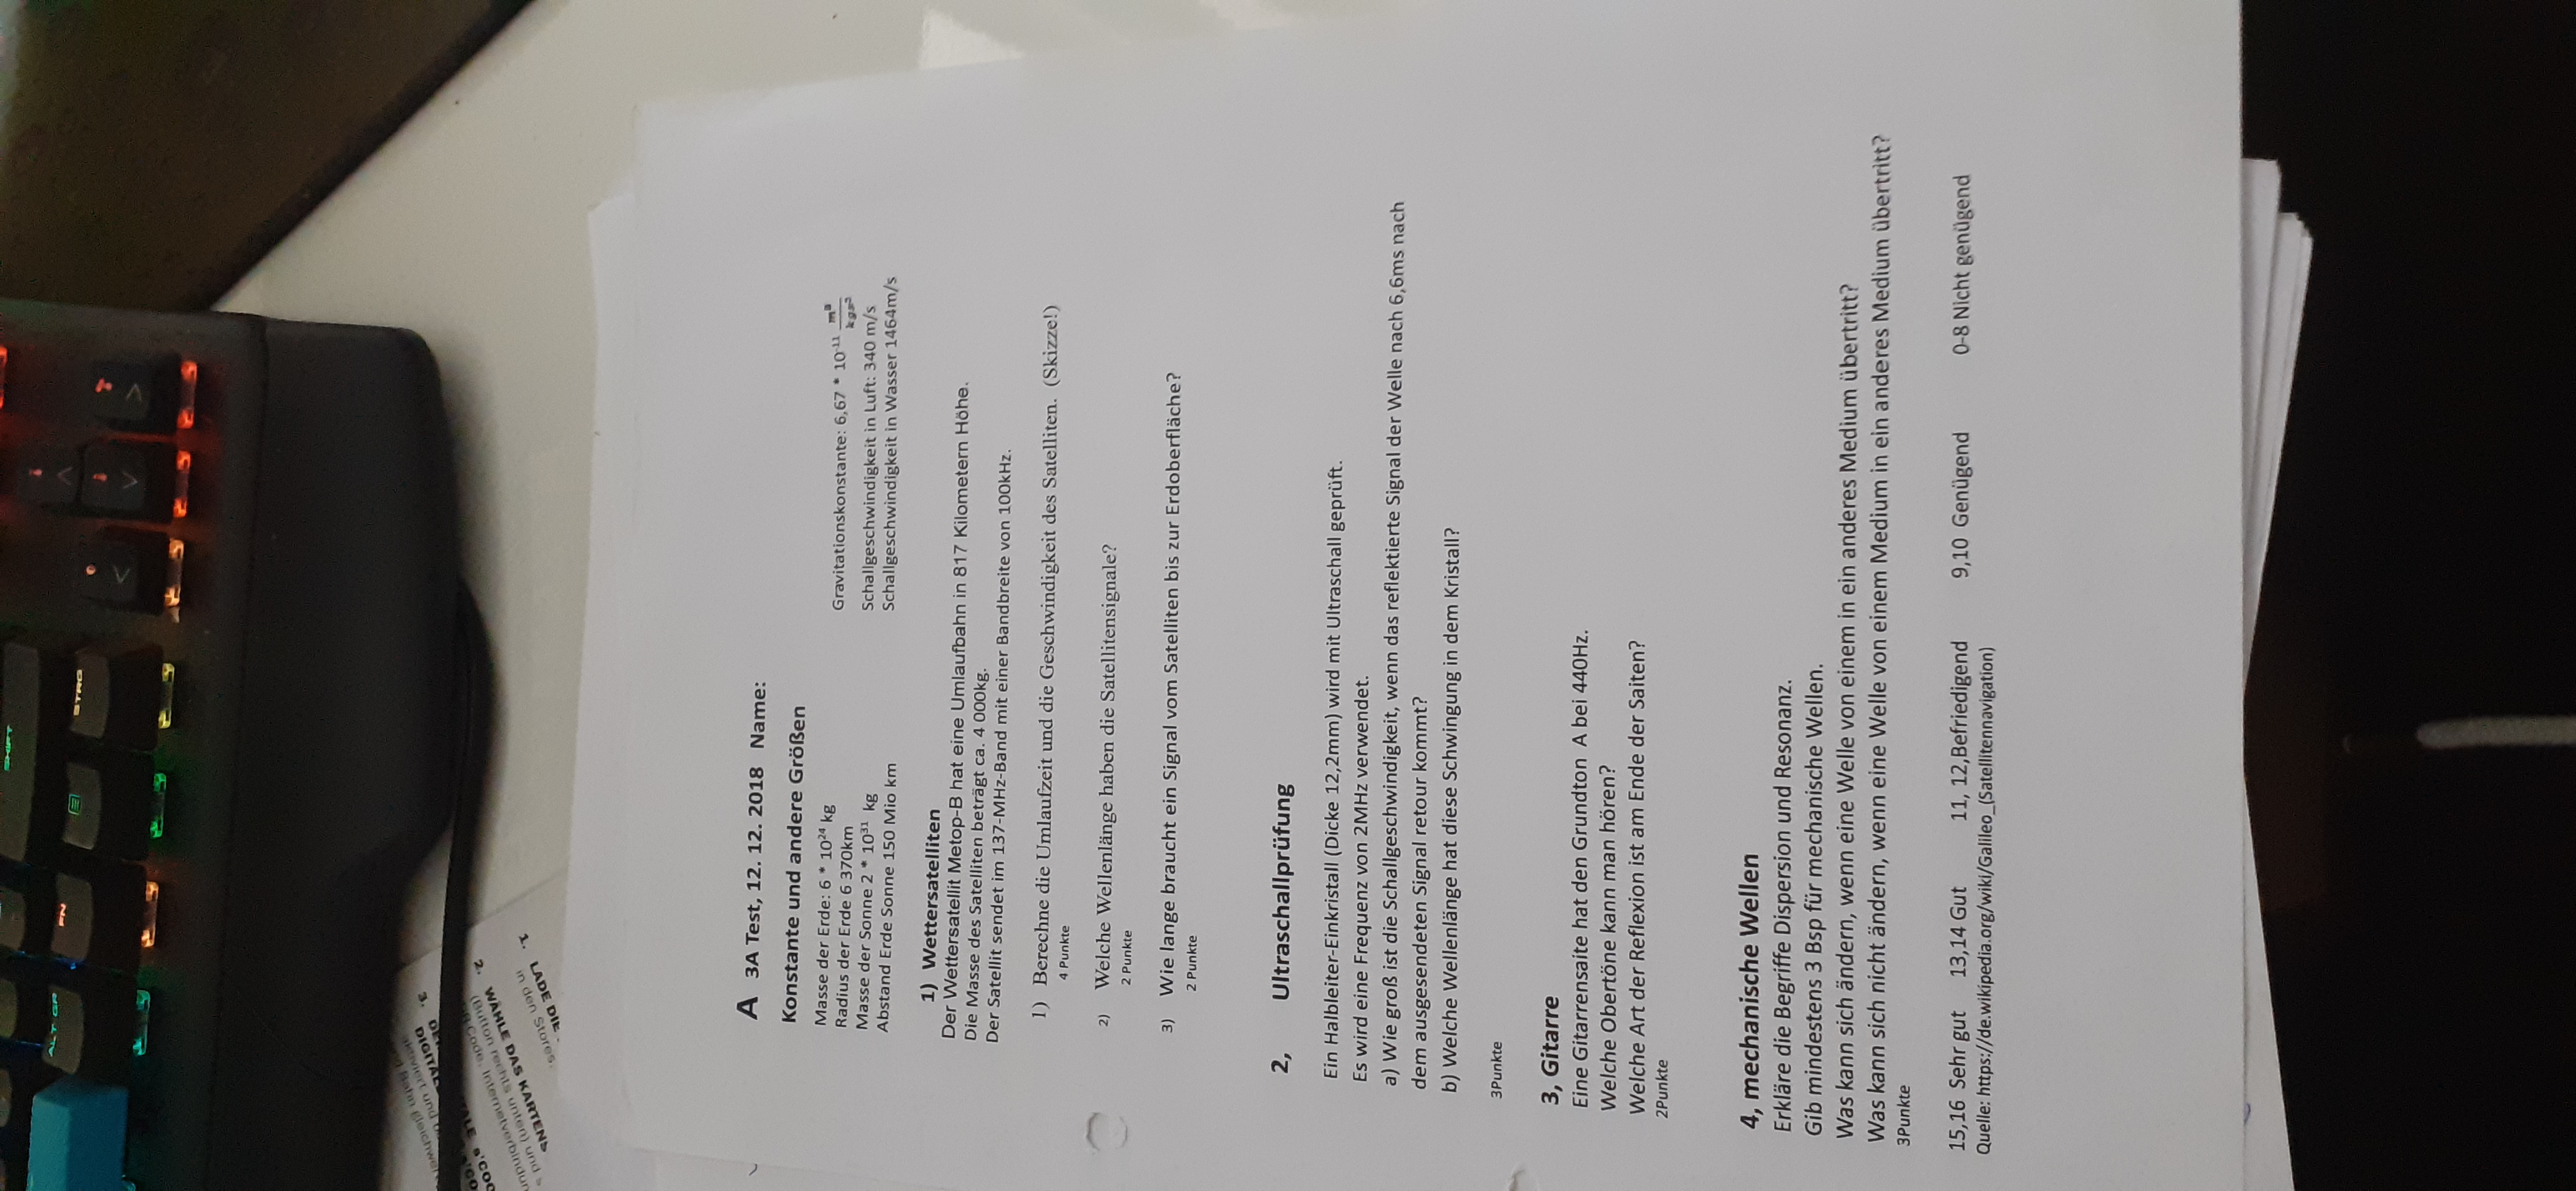 SHIFT
ALT GR
FN
STRG
3.
DIGITAL
2.
WÄHLE DAS KARTENS
(Button rechts unten) und s
Code. Internetverbindun
1. LADE DIE
in den Stores.
A 3A Test, 12. 12. 2018 Name:
Konstante und andere Größen
Masse der Erde: 6 * 10²⁴ kg
Radius der Erde 6 370km
Masse der Sonne 2 * 10³¹ kg
Abstand Erde Sonne 150 Mio km
Gravitationskonstante: 6,67 * 10⁻¹¹ m³/kgs²
Schallgeschwindigkeit in Luft: 340 m/s
Schallgeschwindigkeit in Wasser 1464m/s
1) Wettersatelliten
Der Wettersatellit Metop-B hat eine Umlaufbahn in 817 Kilometern Höhe.
Die Masse des Satelliten beträgt ca. 4 000kg.
Der Satellit sendet im 137-MHz-Band mit einer Bandbreite von 100kHz.
1) Berechne die Umlaufzeit und die Geschwindigkeit des Satelliten. (Skizze!)
4 Punkte
2) Welche Wellenlänge haben die Satellitensignale?
2 Punkte
3) Wie lange braucht ein Signal vom Satelliten bis zur Erdoberfläche?
2 Punkte
2, Ultraschallprüfung
Ein Halbleiter-Einkristall (Dicke 12,2mm) wird mit Ultraschall geprüft.
Es wird eine Frequenz von 2MHz verwendet.
a) Wie groß ist die Schallgeschwindigkeit, wenn das reflektierte Signal der Welle nach 6,6ms nach
dem ausgesendeten Signal retour kommt?
b) Welche Wellenlänge hat diese Schwingung in dem Kristall?
3Punkte
3, Gitarre
Eine Gitarrensaite hat den Grundton A bei 440Hz.
Welche Obertöne kann man hören?
Welche Art der Reflexion ist am Ende der Saiten?
2Punkte
4, mechanische Wellen
Erkläre die Begriffe Dispersion und Resonanz.
Gib mindestens 3 Bsp für mechanische Wellen.
Was kann sich ändern, wenn eine Welle von einem in ein anderes Medium übertritt?
Was kann sich nicht ändern, wenn eine Welle von einem Medium in ein anderes Medium übertritt?
3Punkte
15,16 Sehr gut 13,14 Gut 11, 12,Befriedigend 9,10 Genügend 0-8 Nicht genügend
Quelle: https://de.wikipedia.org/wiki/Galileo_(Satellitennavigation)